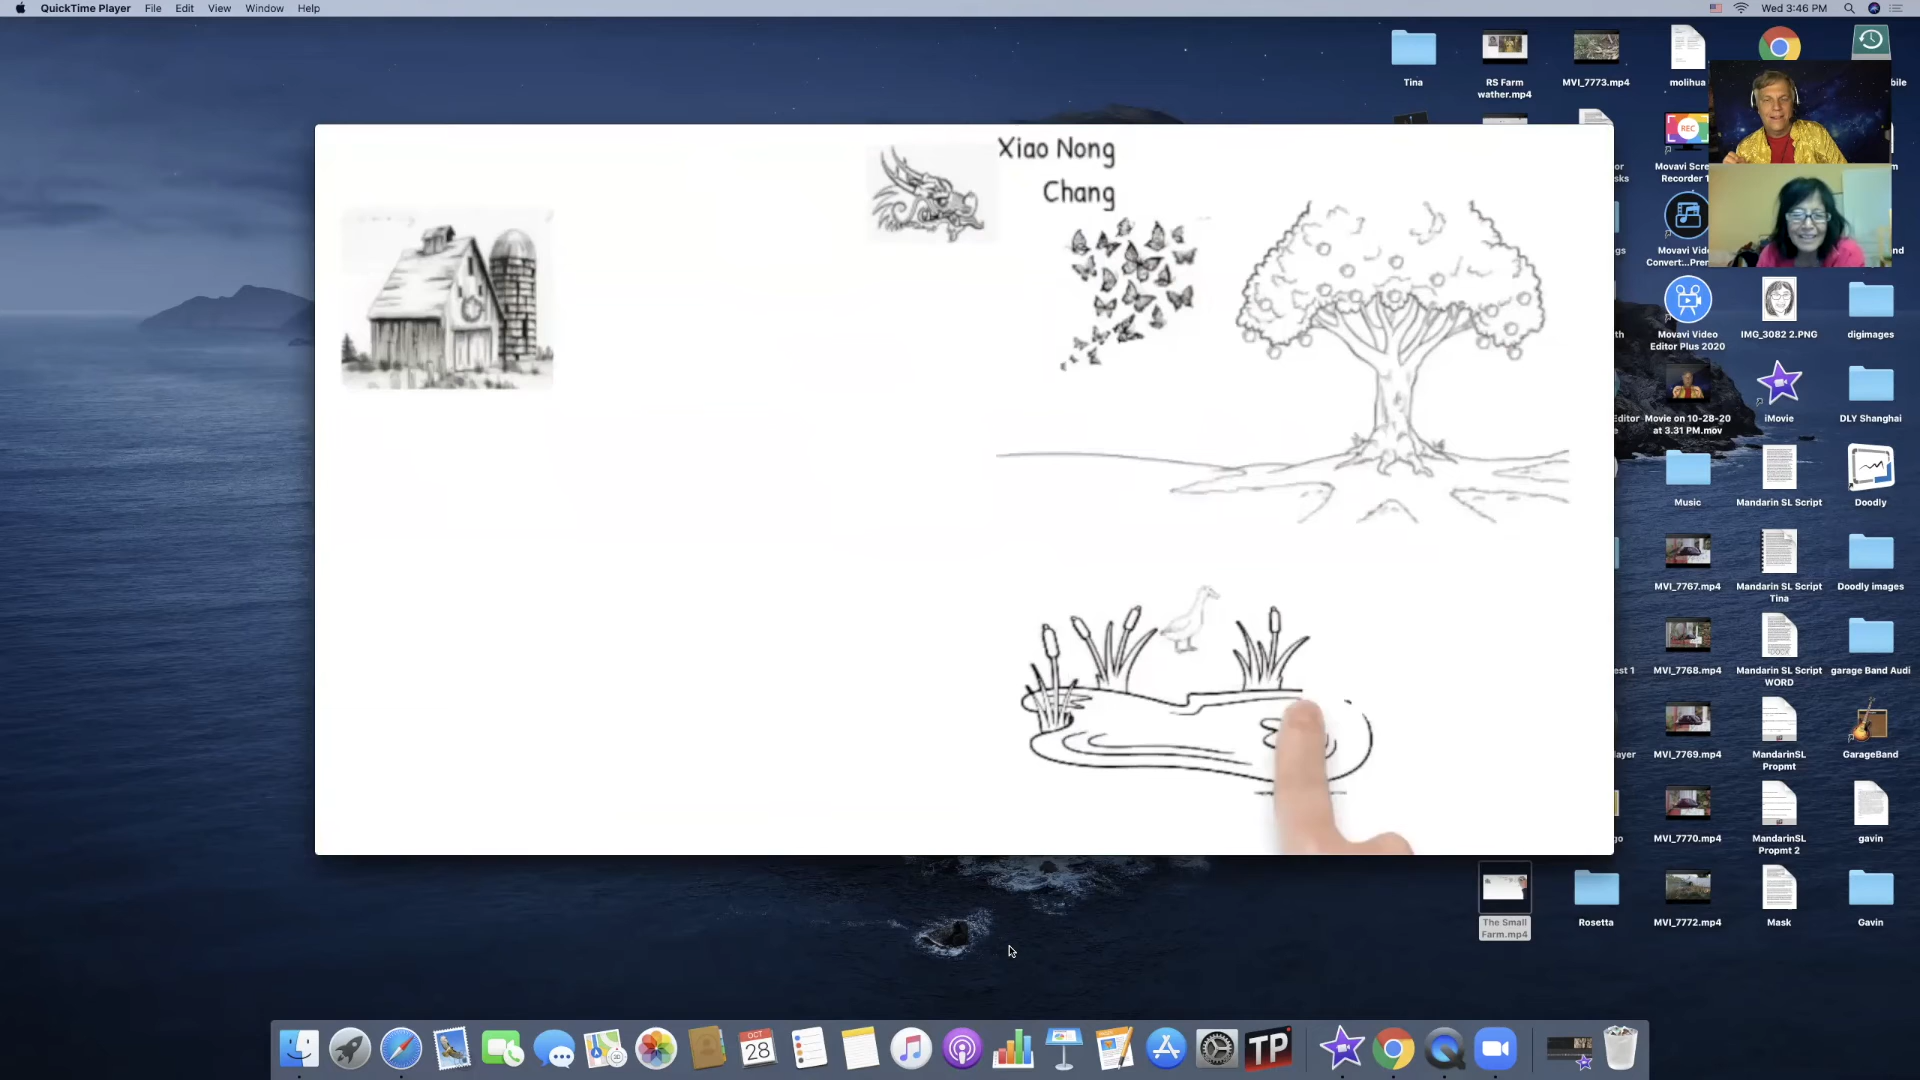 QuickTime Player File Edit View Window Help
Wed 3:46 PM
Tina
RS Farm
wather.mp4
MVI_7773.mp4
molihua
Xiao Nong
Chang
REC
Movavi Scre
Recorder
Movavi Vid
Convert...Prem
Movavi Video
Editor Plus 2020
IMG_3082 2.PNG
digimages
Movie on 10-28-20
at 3.31 PM.mov
iMovie
DLY Shanghai
Music
Mandarin SL Script
Doodly
MVI_7767.mp4
Mandarin SL Script
Tina
Doodly images
MVI_7768.mp4
Mandarin SL Script
WORD
garage Band Audi
MVI_7769.mp4
MandarinSL
Propmt
GarageBand
MVI_7770.mp4
MandarinSL
Propmt 2
gavin
The Small
Farm.mp4
Rosetta
MVI_7772.mp4
Mask
Gavin
OCT
28
TP